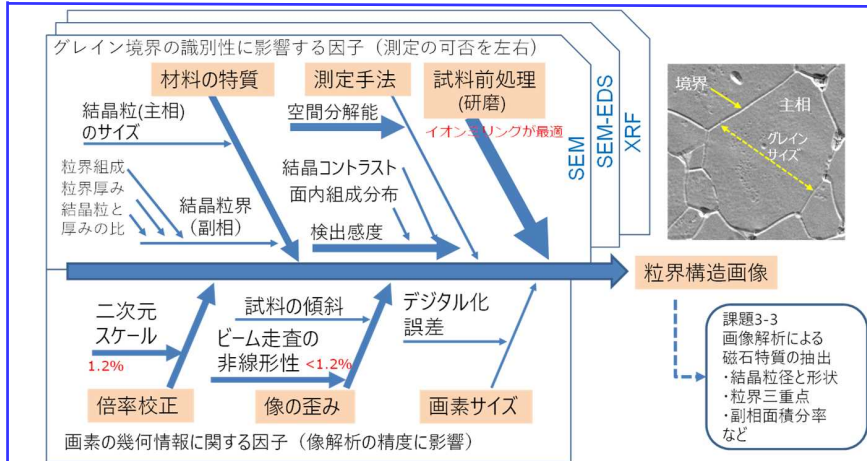 グレイン境界の識別性に影響する因子（測定の可否を左右）
材料の特質
測定手法
試料前処理
(研磨)
イオンミリングが最適
結晶粒(主相)
のサイズ
空間分解能
粒界組成
粒界厚み
結晶粒と
厚みの比
結晶粒界
（副相）
結晶コントラスト
面内組成分布
検出感度
SEM
SEM-EDS
XRF
境界
主相
グレイン
サイズ
粒界構造画像
二次元
スケール
1.2%
倍率校正
試料の傾斜
ビーム走査の
非線形性
<1.2%
像の歪み
デジタル化
誤差
画素サイズ
画素の幾何情報に関する因子（像解析の精度に影響）
課題3-3
画像解析による
磁石特質の抽出
・結晶粒径と形状
・粒界三重点
・副相面積分率
など